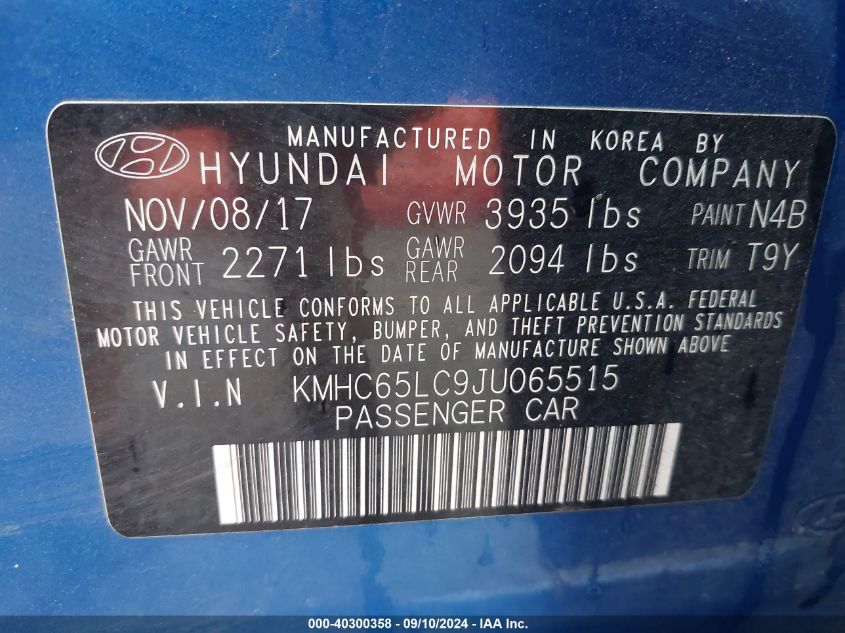 MANUFACTURED IN KOREA BY
HYUNDAI MOTOR COMPANY
NOV/08/17 GVWR 3935 lbs PAINT N4B
GAWR FRONT 2271 lbs GAWR REAR 2094 lbs TRIM T9Y
THIS VEHICLE CONFORMS TO ALL APPLICABLE U.S.A. FEDERAL
MOTOR VEHICLE SAFETY, BUMPER, AND THEFT PREVENTION STANDARDS
IN EFFECT ON THE DATE OF MANUFACTURE SHOWN ABOVE
V.I.N KMHC65LC9JU065515
PASSENGER CAR
000-40300358 - 09/10/2024 - IAA Inc.